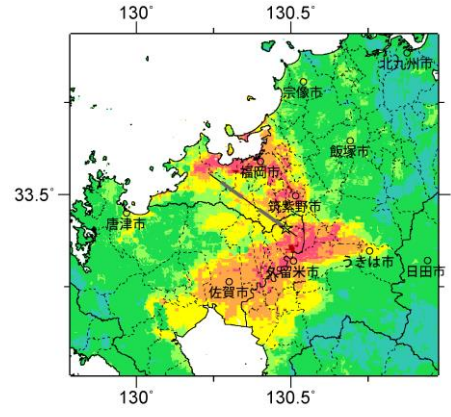 130°
130.5°
北九州市
宗像市
飯塚市
福岡市
33.5°
筑紫野市
唐津市
久留米市
うきは市
日田市
佐賀市
130°
130.5°